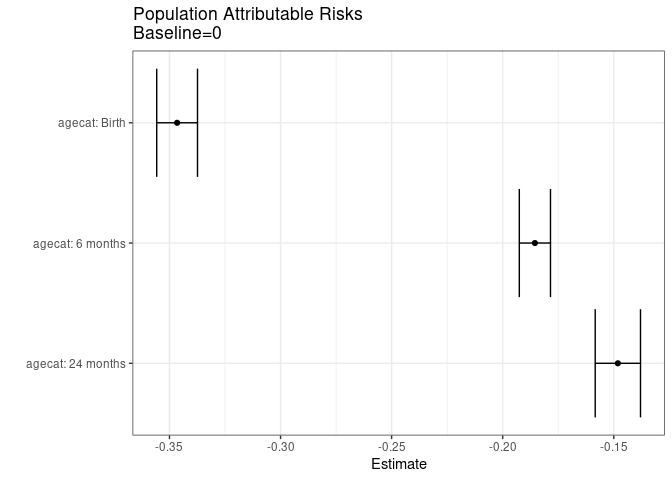 Population Attributable Risks
Baseline=0
agecat: Birth
agecat: 6 months
agecat: 24 months
-0.35 -0.30 -0.25 -0.20 -0.15
Estimate